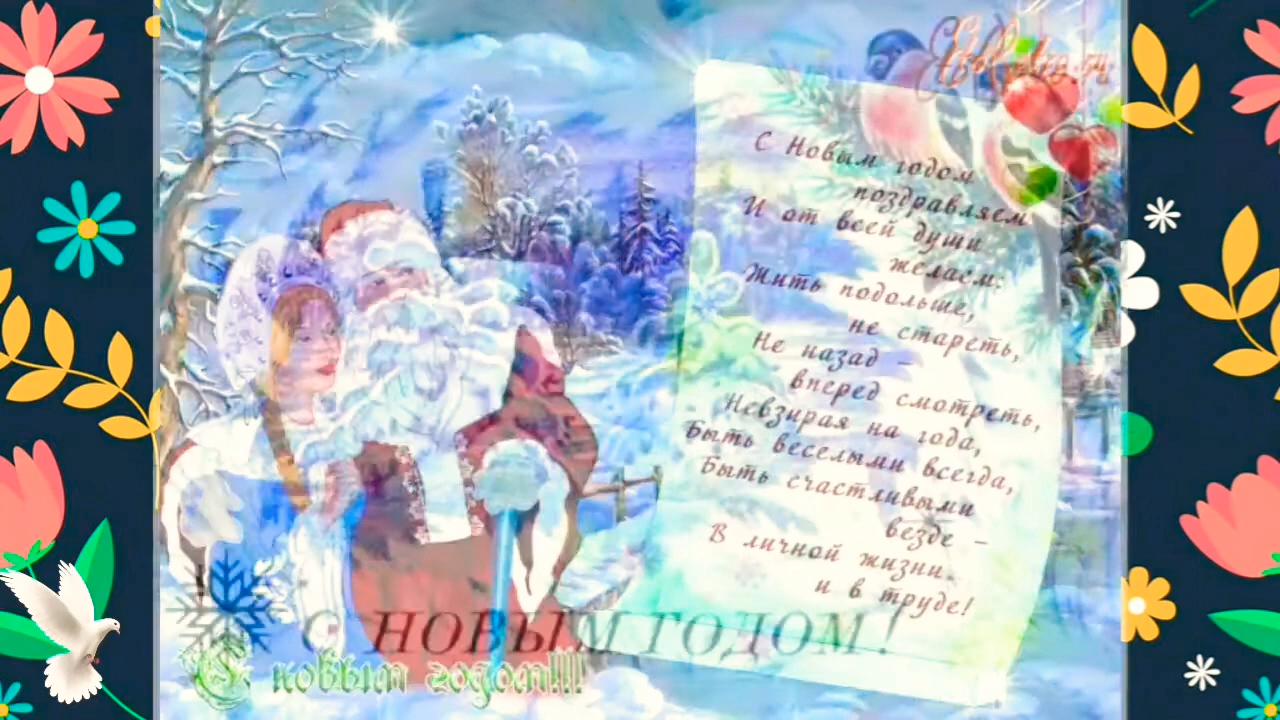 С Новым годом
поздравляем
И от всей души
желаем:
Жить подольше,
не стареть,
Не назад –
вперед смотреть,
Невзирая на года,
Быть веселыми всегда,
Быть счастливыми
везде –
В личной жизни
и в труде!
С НОВЫМ ГОДОМ!
С новым годом!!!!